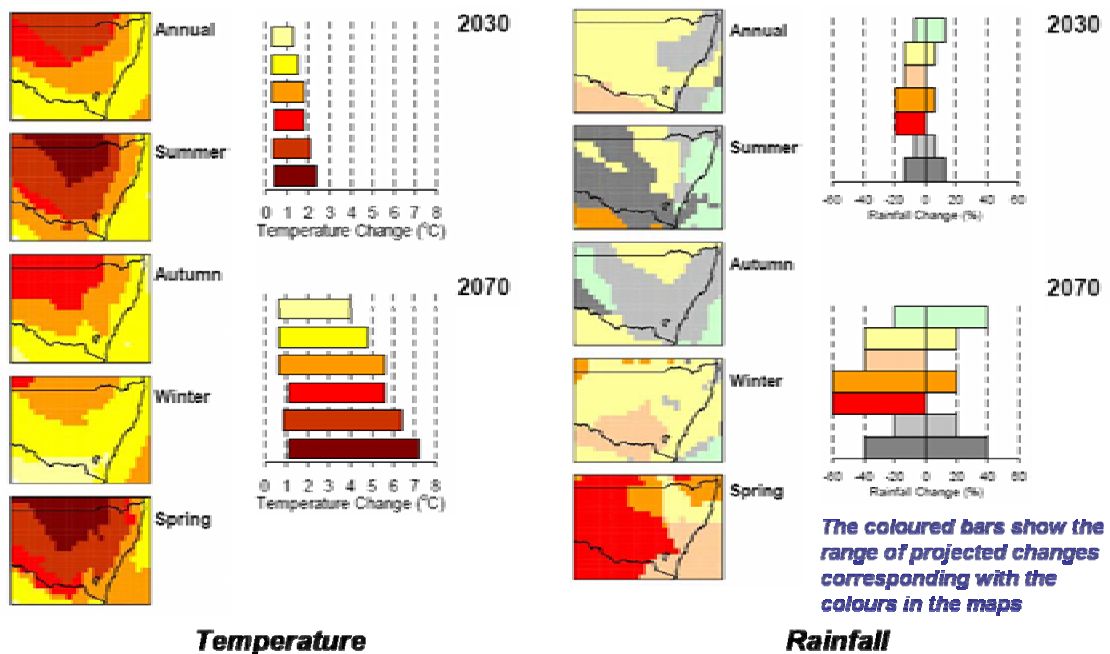 Annual
2030
Summer
0 1 2 3 4 5 6 7 8
Temperature Change (°C)
Autumn
2070
Winter
0 1 2 3 4 5 6 7 8
Temperature Change (°C)
Spring
Temperature
Annual
2030
Summer
-60 -40 -20 0 20 40 60
Rainfall Change (%)
Autumn
2070
Winter
-60 -40 -20 0 20 40 60
Rainfall Change (%)
Spring
The coloured bars show the
range of projected changes
corresponding with the
colours in the maps
Rainfall